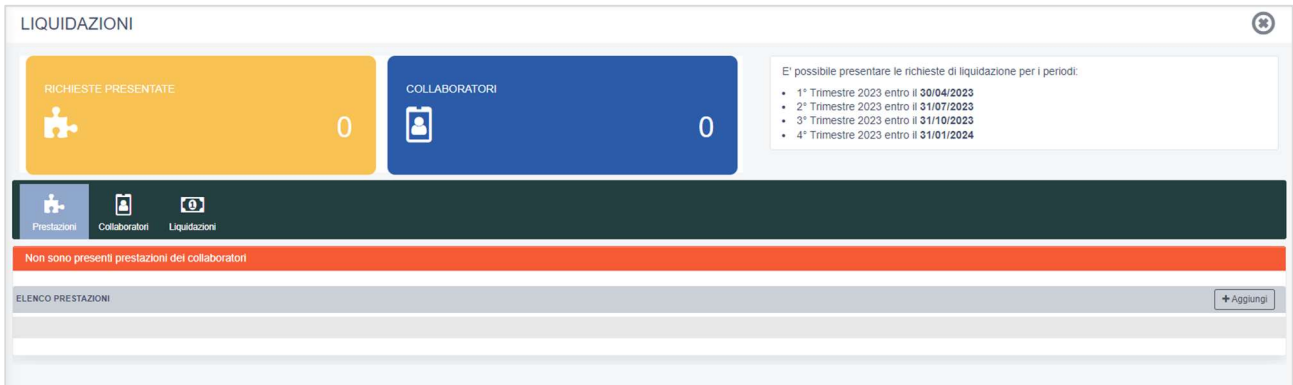 LIQUIDAZIONI
RICHIESTE PRESENTATE
0
COLLABORATORI
0
E' possibile presentare le richieste di liquidazione per i periodi:
• 1° Trimestre 2023 entro il 30/04/2023
• 2° Trimestre 2023 entro il 31/07/2023
• 3° Trimestre 2023 entro il 31/10/2023
• 4° Trimestre 2023 entro il 31/01/2024
Prestazioni
Collaboratori
Liquidazioni
Non sono presenti prestazioni dei collaboratori
ELENCO PRESTAZIONI
+ Aggiungi